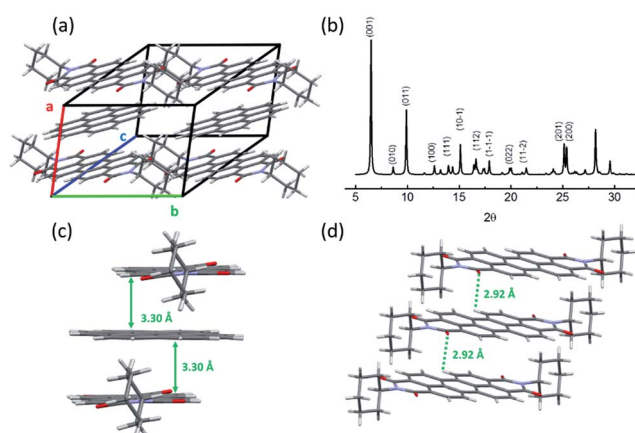 (a)
a
c
b
(b)
(001)
(010)
(011)
(100)
(111)
(10-1)
(112)
(1-1-1)
(022)
(11-2)
(201)
(200)
5 10 15 20 25 30
2θ
(c)
3.30 Å
3.30 Å
(d)
2.92 Å
2.92 Å